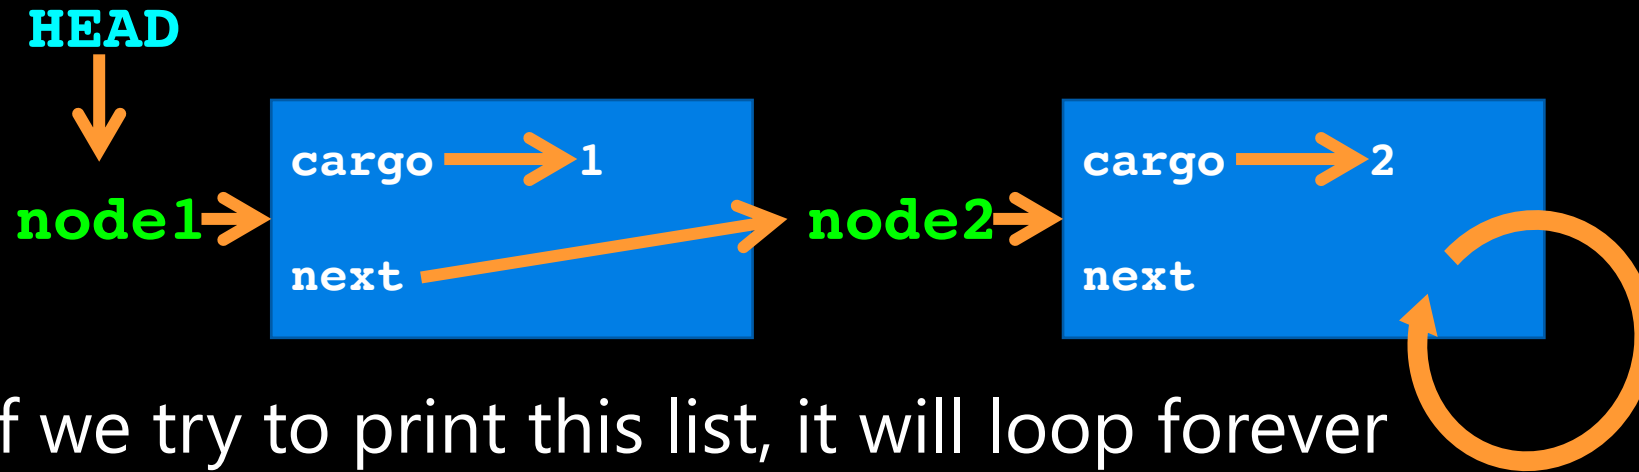 HEAD
cargo 1 cargo 2
node1 node2
next next
f we try to print this list, it will loop forever